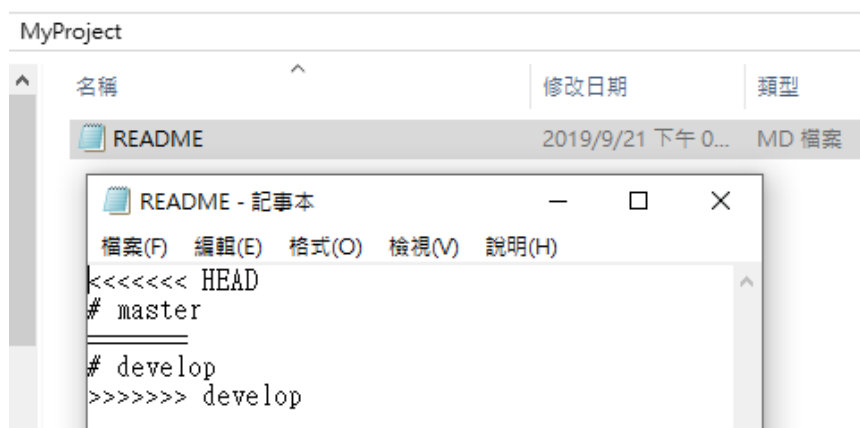 MyProject
名稱 修改日期 類型
README 2019/9/21 下午 0... MD 檔案
README - 記事本
檔案(F) 編輯(E) 格式(O) 檢視(V) 說明(H)
<<<<<<< HEAD
# master
=======
# develop
>>>>>>> develop